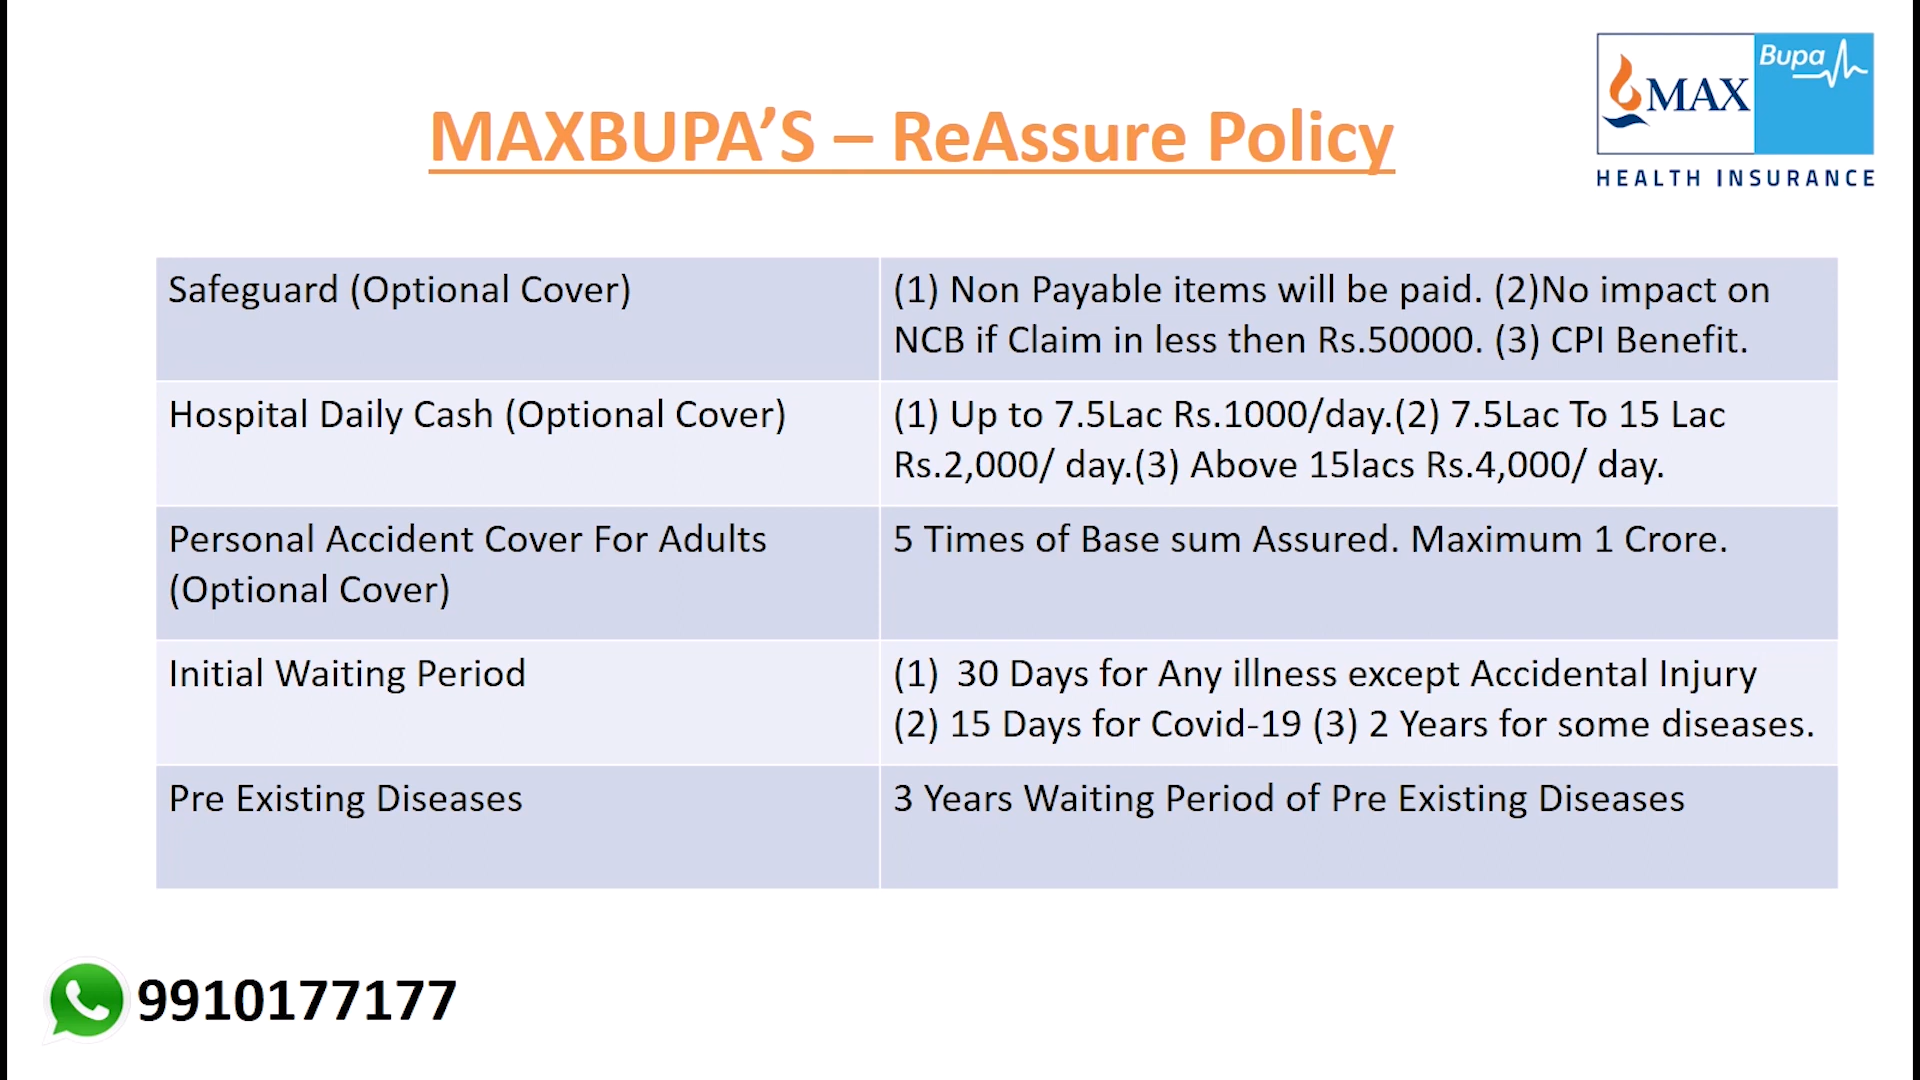 MAX
Bupa
HEALTH INSURANCE
MAXBUPA’S – ReAssure Policy
Safeguard (Optional Cover)
(1) Non Payable items will be paid. (2)No impact on
NCB if Claim in less then Rs.50000. (3) CPI Benefit.
Hospital Daily Cash (Optional Cover)
(1) Up to 7.5Lac Rs.1000/day.(2) 7.5Lac To 15 Lac
Rs.2,000/ day.(3) Above 15lacs Rs.4,000/ day.
Personal Accident Cover For Adults
(Optional Cover)
5 Times of Base sum Assured. Maximum 1 Crore.
Initial Waiting Period
(1)  30 Days for Any illness except Accidental Injury
(2) 15 Days for Covid-19 (3) 2 Years for some diseases.
Pre Existing Diseases
3 Years Waiting Period of Pre Existing Diseases
9910177177